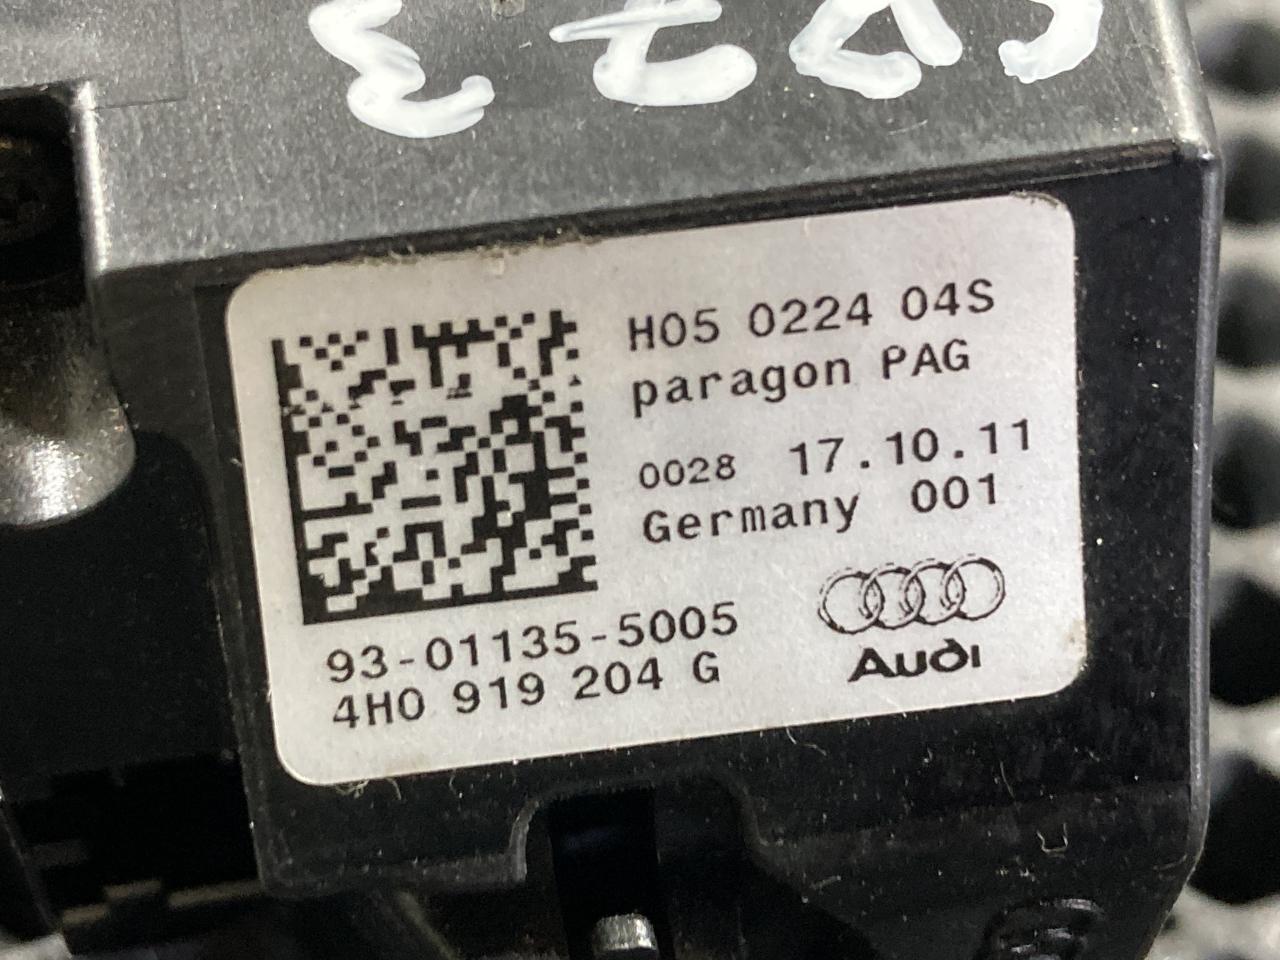 H05 0224 04S
paragon PAG
0028 17.10.11
Germany 001
93-01135-5005
4H0 919 204 G
Audi